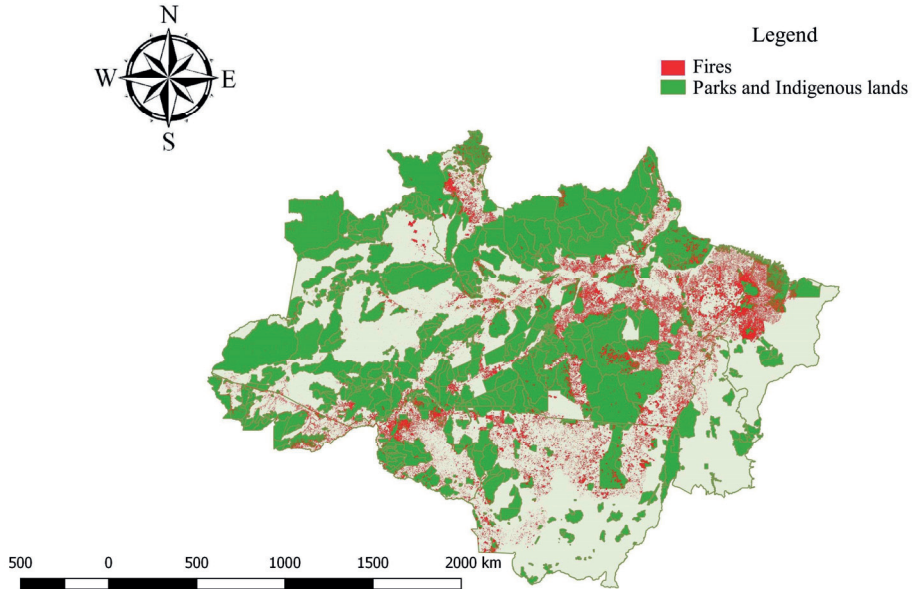 N
W
E
S
Legend
Fires
Parks and Indigenous lands
500 0 500 1000 1500 2000 km